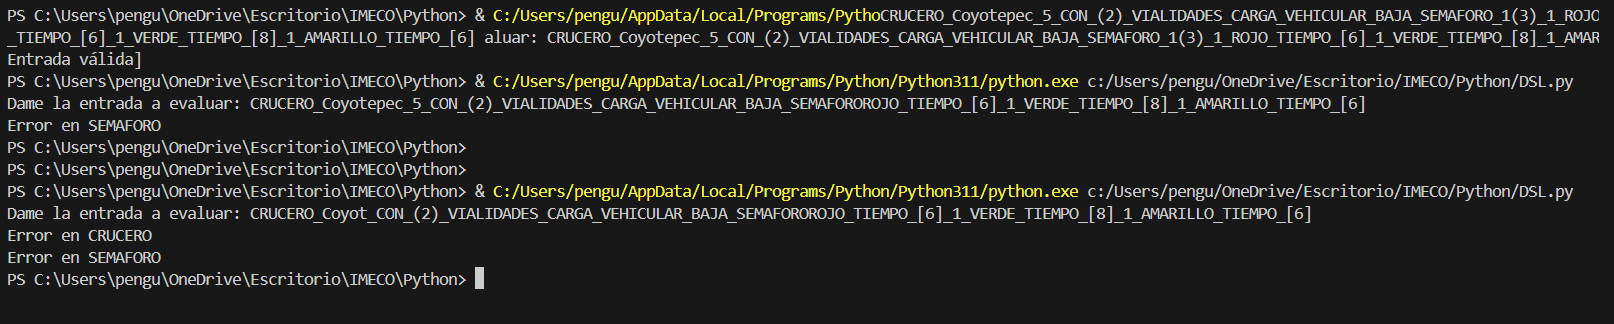 PS C:\Users\pengu\OneDrive\Escritorio\IMECO\Python> & C:/Users/pengu/AppData/Local/Programs/PythoCRUCERO_Coyotepec_5_CON_(2)_VIALIDADES_CARGA_VEHICULAR_BAJA_SEMAFORO_1(3)_1_ROJO
_TIEMPO_[6]_1_VERDE_TIEMPO_[8]_1_AMARILLO_TIEMPO_[6] aluar: CRUCERO_Coyotepec_5_CON_(2)_VIALIDADES_CARGA_VEHICULAR_BAJA_SEMAFORO_1(3)_1_ROJO_TIEMPO_[6]_1_VERDE_TIEMPO_[8]_1_AMAR
Entrada válida]
PS C:\Users\pengu\OneDrive\Escritorio\IMECO\Python> & C:/Users/pengu/AppData/Local/Programs/Python/Python311/python.exe c:/Users/pengu/OneDrive/Escritorio/IMECO/Python/DSL.py
Dame la entrada a evaluar: CRUCERO_Coyotepec_5_CON_(2)_VIALIDADES_CARGA_VEHICULAR_BAJA_SEMAFOROROJO_TIEMPO_[6]_1_VERDE_TIEMPO_[8]_1_AMARILLO_TIEMPO_[6]
Error en SEMAFORO
PS C:\Users\pengu\OneDrive\Escritorio\IMECO\Python>
PS C:\Users\pengu\OneDrive\Escritorio\IMECO\Python>
PS C:\Users\pengu\OneDrive\Escritorio\IMECO\Python> & C:/Users/pengu/AppData/Local/Programs/Python/Python311/python.exe c:/Users/pengu/OneDrive/Escritorio/IMECO/Python/DSL.py
Dame la entrada a evaluar: CRUCERO_Coyot_CON_(2)_VIALIDADES_CARGA_VEHICULAR_BAJA_SEMAFOROROJO_TIEMPO_[6]_1_VERDE_TIEMPO_[8]_1_AMARILLO_TIEMPO_[6]
Error en CRUCERO
Error en SEMAFORO
PS C:\Users\pengu\OneDrive\Escritorio\IMECO\Python>